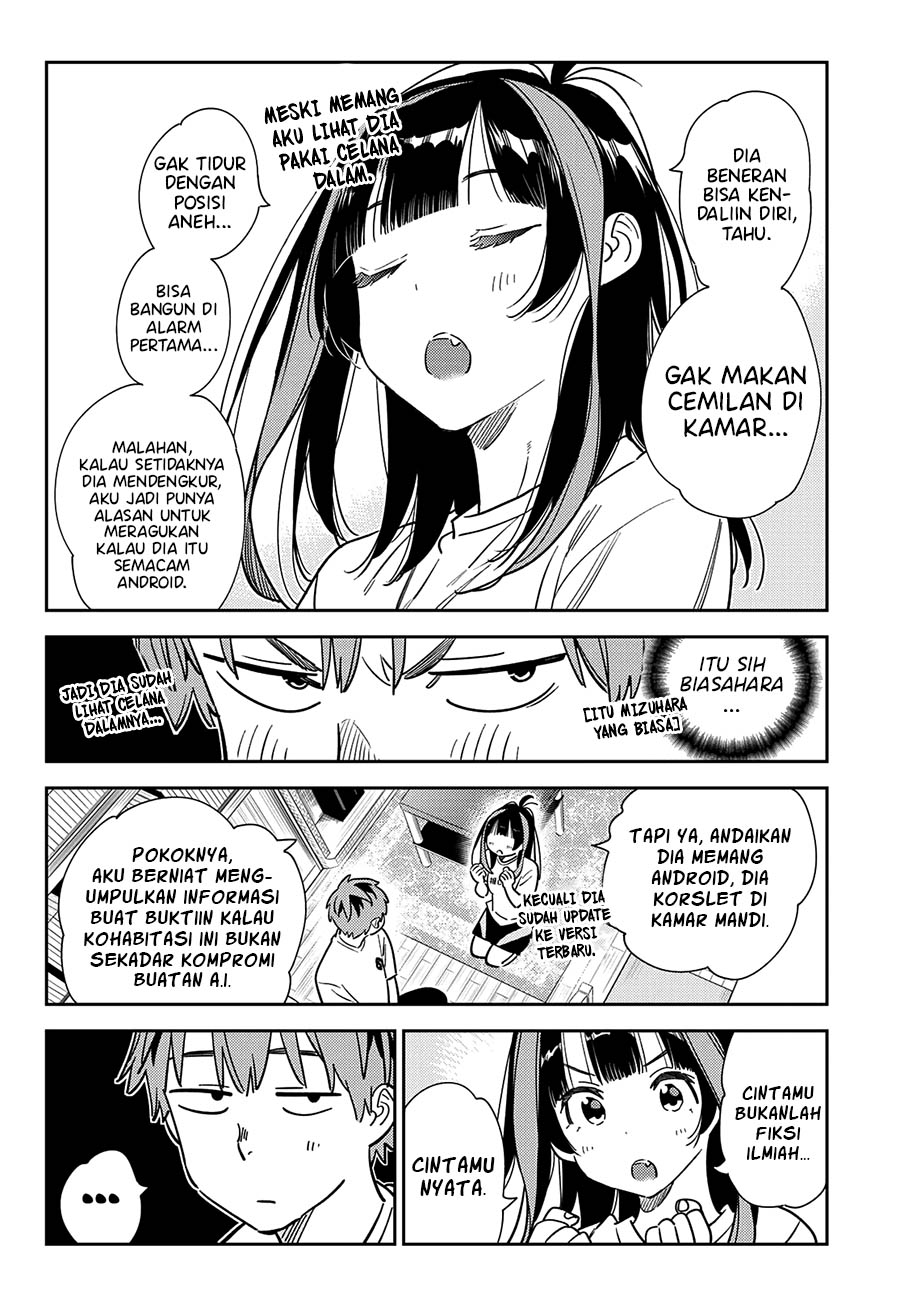 DIA
BENERAN
BISA KEN-
DALIIN DIRI,
TAHU.
GAK MAKAN
CEMILAN DI
KAMAR...
MESKI MEMANG
AKU LIHAT DIA
PAKAI CELANA
DALAM.
GAK TIDUR
DENGAN
POSISI
ANEH...
BISA
BANGUN DI
ALARM
PERTAMA...
MALAHAN,
KALAU SETIDAKNYA
DIA MENDENGKUR,
AKU JADI PUNYA
ALASAN UNTUK
MERAGUKAN
KALAU DIA ITU
SEMACAM
ANDROID.
ITU SIH
BIASAHARA
...
[ITU MIZUHARA
YANG BIASA]
JADI DIA SUDAH
LIHAT CELANA
DALAMNYA...
TAPI YA, ANDAIKAN
DIA MEMANG
ANDROID, DIA
KORSLET DI
KAMAR MANDI.
KECUALI DIA
SUDAH UPDATE
KE VERSI
TERBARU.
POKOKNYA,
AKU BERNIAT MENG-
UMPULKAN INFORMASI
BUAT BUKTIIN KALAU
KOHABITASI INI BUKAN
SEKADAR KOMPROMI
BUATAN A.I.
CINTAMU
BUKANLAH
FIKSI
ILMIAH...
CINTAMU
NYATA.
...